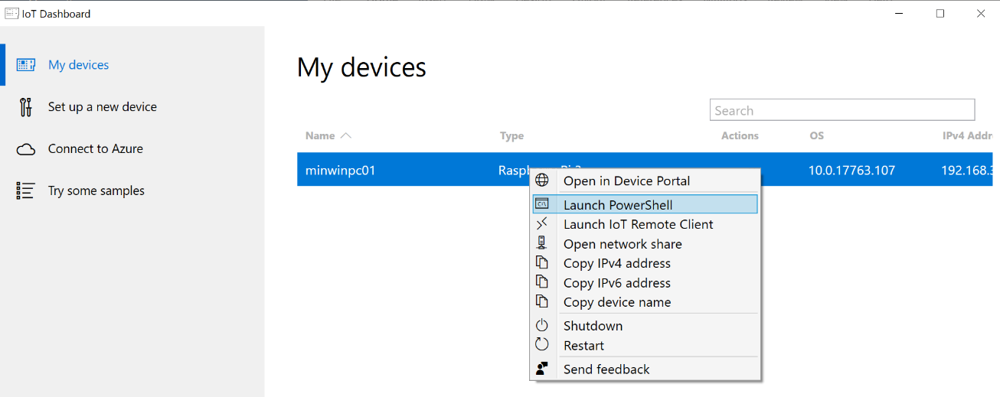 IoT Dashboard
My devices
Set up a new device
Connect to Azure
Try some samples
My devices
Search
Name Type Actions OS IPv4 Addr
minwinpc01 Rasp 10.0.17763.107 192.168.3
Open in Device Portal
Launch PowerShell
Launch IoT Remote Client
Open network share
Copy IPv4 address
Copy IPv6 address
Copy device name
Shutdown
Restart
Send feedback